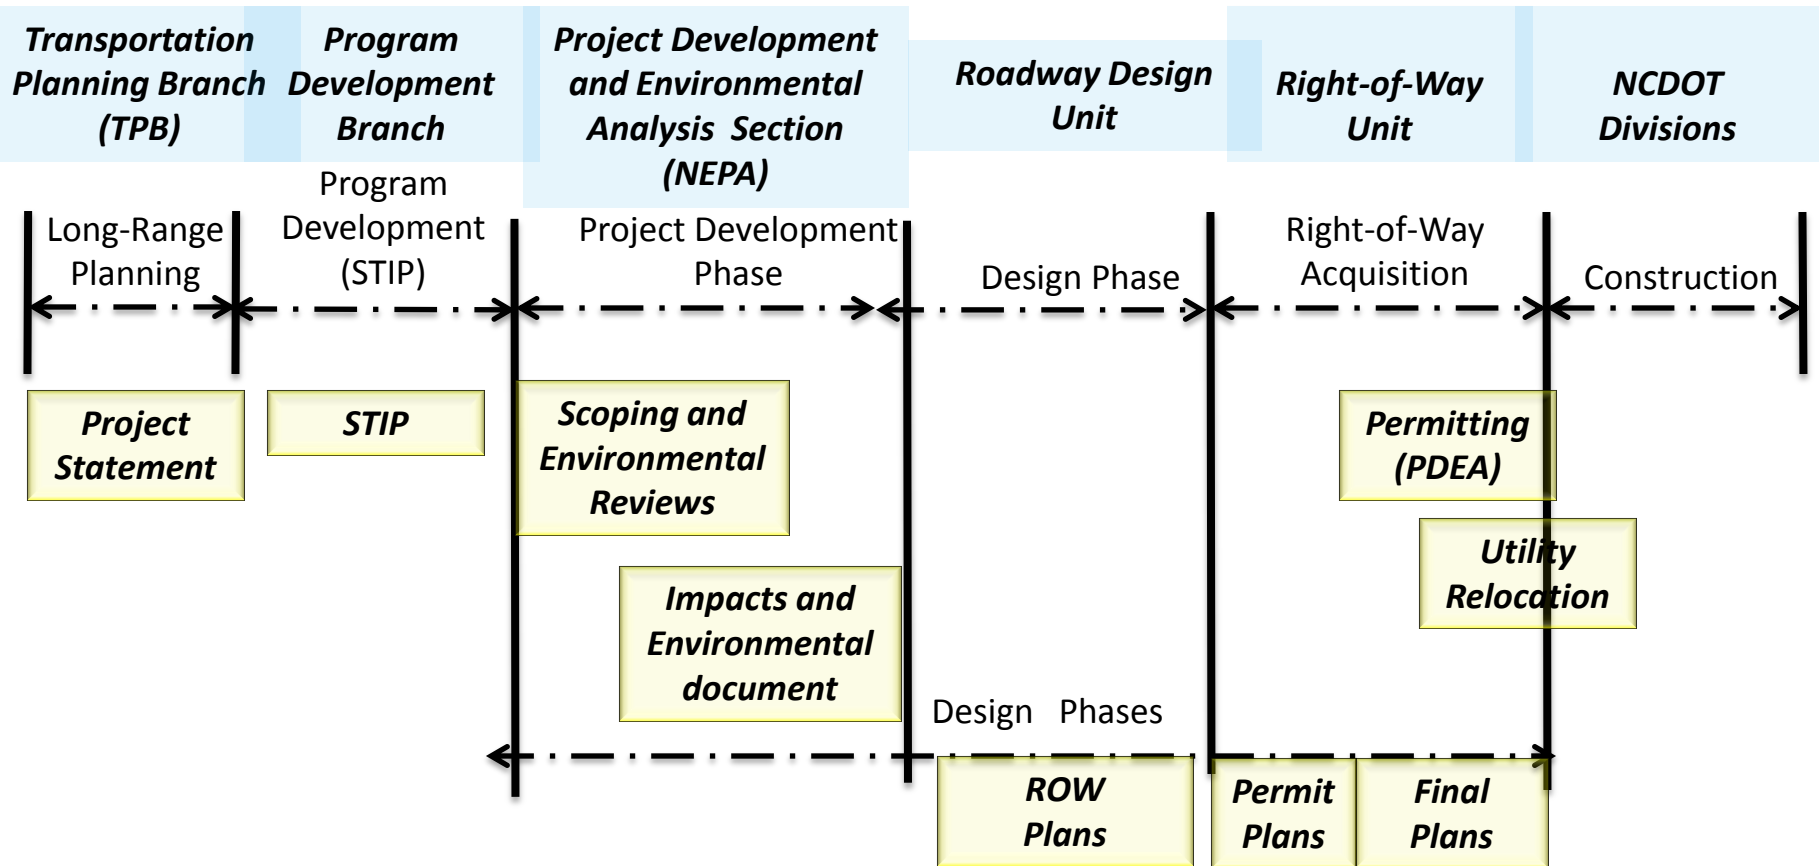 Transportation
Planning Branch
(TPB)
Program
Development
Branch
Project Development
and Environmental
Analysis Section
(NEPA)
Roadway Design
Unit
Right-of-Way
Unit
NCDOT
Divisions
Long-Range
Planning
Program
Development
(STIP)
Project Development
Phase
Design Phase
Right-of-Way
Acquisition
Construction
Project
Statement
STIP
Scoping and
Environmental
Reviews
Permitting
(PDEA)
Utility
Relocation
Impacts and
Environmental
document
Design Phases
ROW
Plans
Permit
Plans
Final
Plans